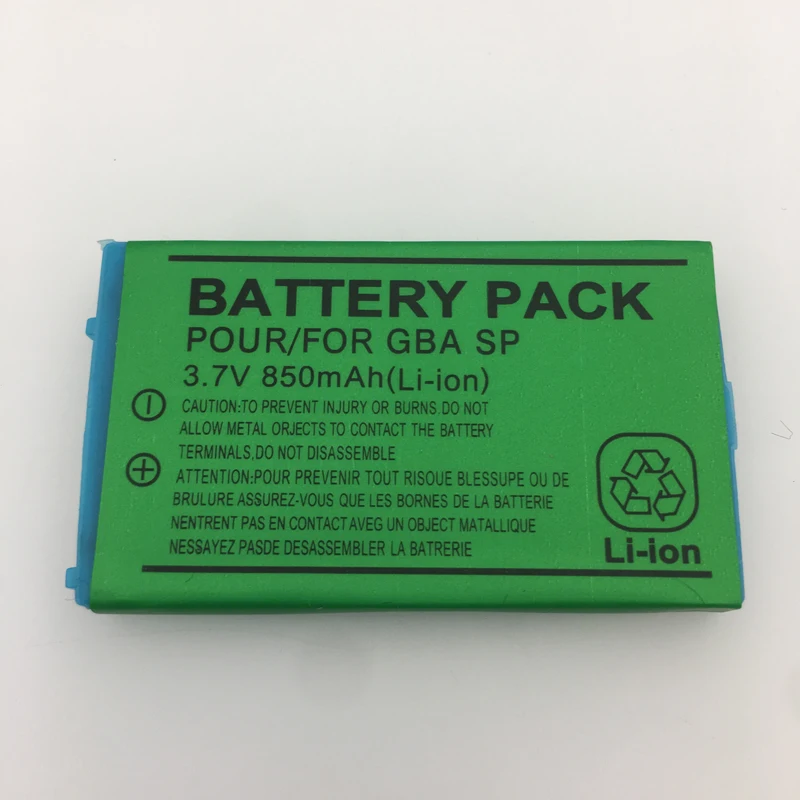 BATTERY PACK
POUR/FOR GBA SP
3.7V 850mAh(Li-ion)
CAUTION:TO PREVENT INJURY OR BURNS.DO NOT
ALLOW METAL ORJECTS TO CONTACT THE BATTERY
TERMINALS,DO NOT DISASSEMBLE
ATTENTION:POUR PREVENIR TOUT RISOUE BLESSUPE OU DE
BRULURE ASSUREZ-VOUS QUE LES BORNES DE LA BATTERIE
NENTRENT PAS EN CONTACT AVEG UN OBJECT MATALLIQUE
NESSAYEZ PASDE DESASSEMBLER LA BATRERIE
Li-ion